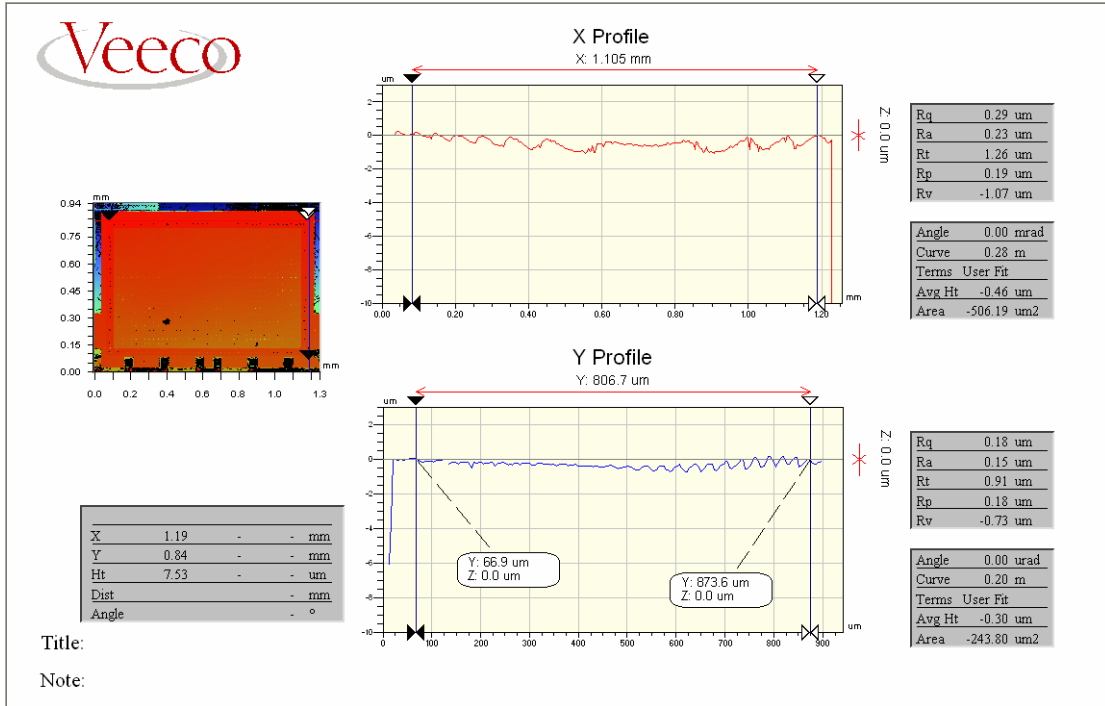 Veeco
X Profile
X: 1.105 mm
um
2
0
-2
-4
-6
-8
-10
0.00 0.20 0.40 0.60 0.80 1.00 1.20
mm
Z: 0.0 um
Rq 0.29 um
Ra 0.23 um
Rt 1.26 um
Rp 0.19 um
Rv -1.07 um
Angle 0.00 mrad
Curve 0.28 m
Terms User Fit
Avg Ht -0.46 um
Area -506.19 um2
mm
0.94
0.75
0.60
0.45
0.30
0.15
0.00
mm
0.0 0.2 0.4 0.6 0.8 1.0 1.3
Y Profile
Y: 806.7 um
um
2
0
-2
-4
-6
-8
-10
Y: 66.9 um
Z: 0.0 um
Y: 873.6 um
Z: 0.0 um
0 100 200 300 400 500 600 700 800 900
um
Z: 0.0 um
Rq 0.18 um
Ra 0.15 um
Rt 0.91 um
Rp 0.18 um
Rv -0.73 um
Angle 0.00 urad
Curve 0.20 m
Terms User Fit
Avg Ht -0.30 um
Area -243.80 um2
X 1.19 - - mm
Y 0.84 - - mm
Ht 7.53 - - um
Dist - mm
Angle - °
Title:
Note: